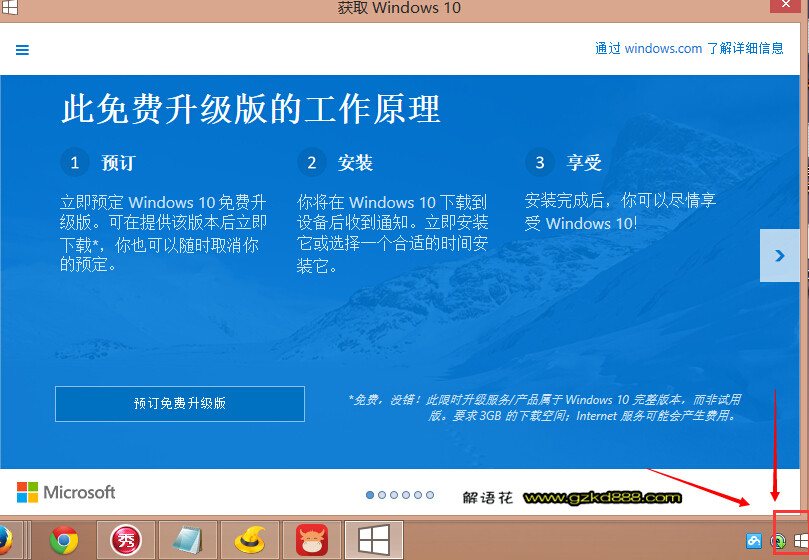 获取 Windows 10
通过 windows.com 了解详细信息
此免费升级版的工作原理
1 预订
立即预定 Windows 10 免费升
级版。可在提供该版本后立即
下载*，你也可以随时取消你
的预定。
2 安装
你将在 Windows 10 下载到
设备后收到通知。立即安装
它或选择一个合适的时间安
装它。
3 享受
安装完成后，你可以尽情享
受 Windows 10!
预订免费升级版
*免费，没错！此限时升级服务/产品属于 Windows 10 完整版本，而非试用
版。要求 3GB 的下载空间；Internet 服务可能会产生费用。
Microsoft
解语花 www.gzkd888.com
秀